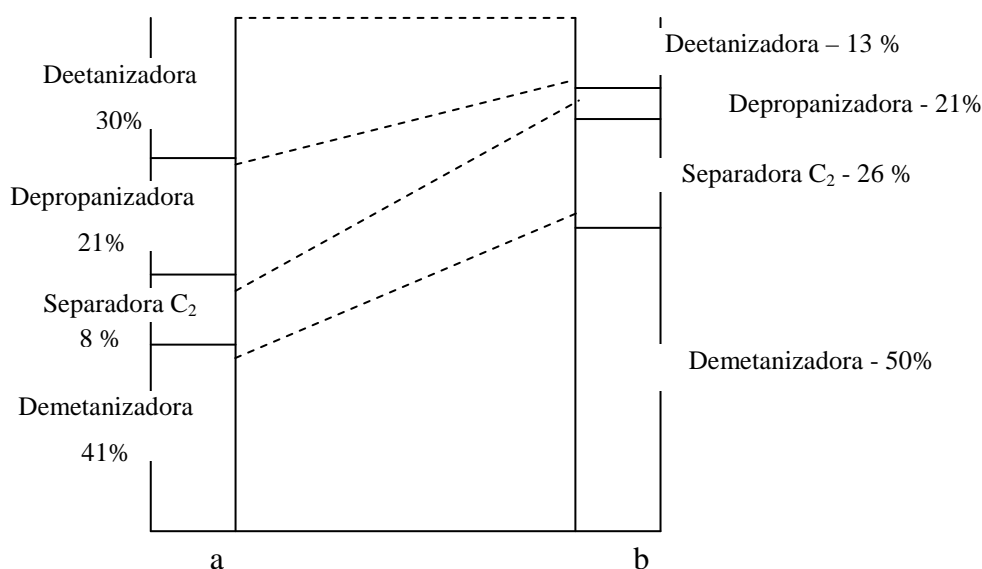 Deetanizadora
30%
Depropanizadora
21%
Separadora C₂
8 %
Demetanizadora
41%
Deetanizadora – 13 %
Depropanizadora - 21%
Separadora C₂ - 26 %
Demetanizadora - 50%
a
b